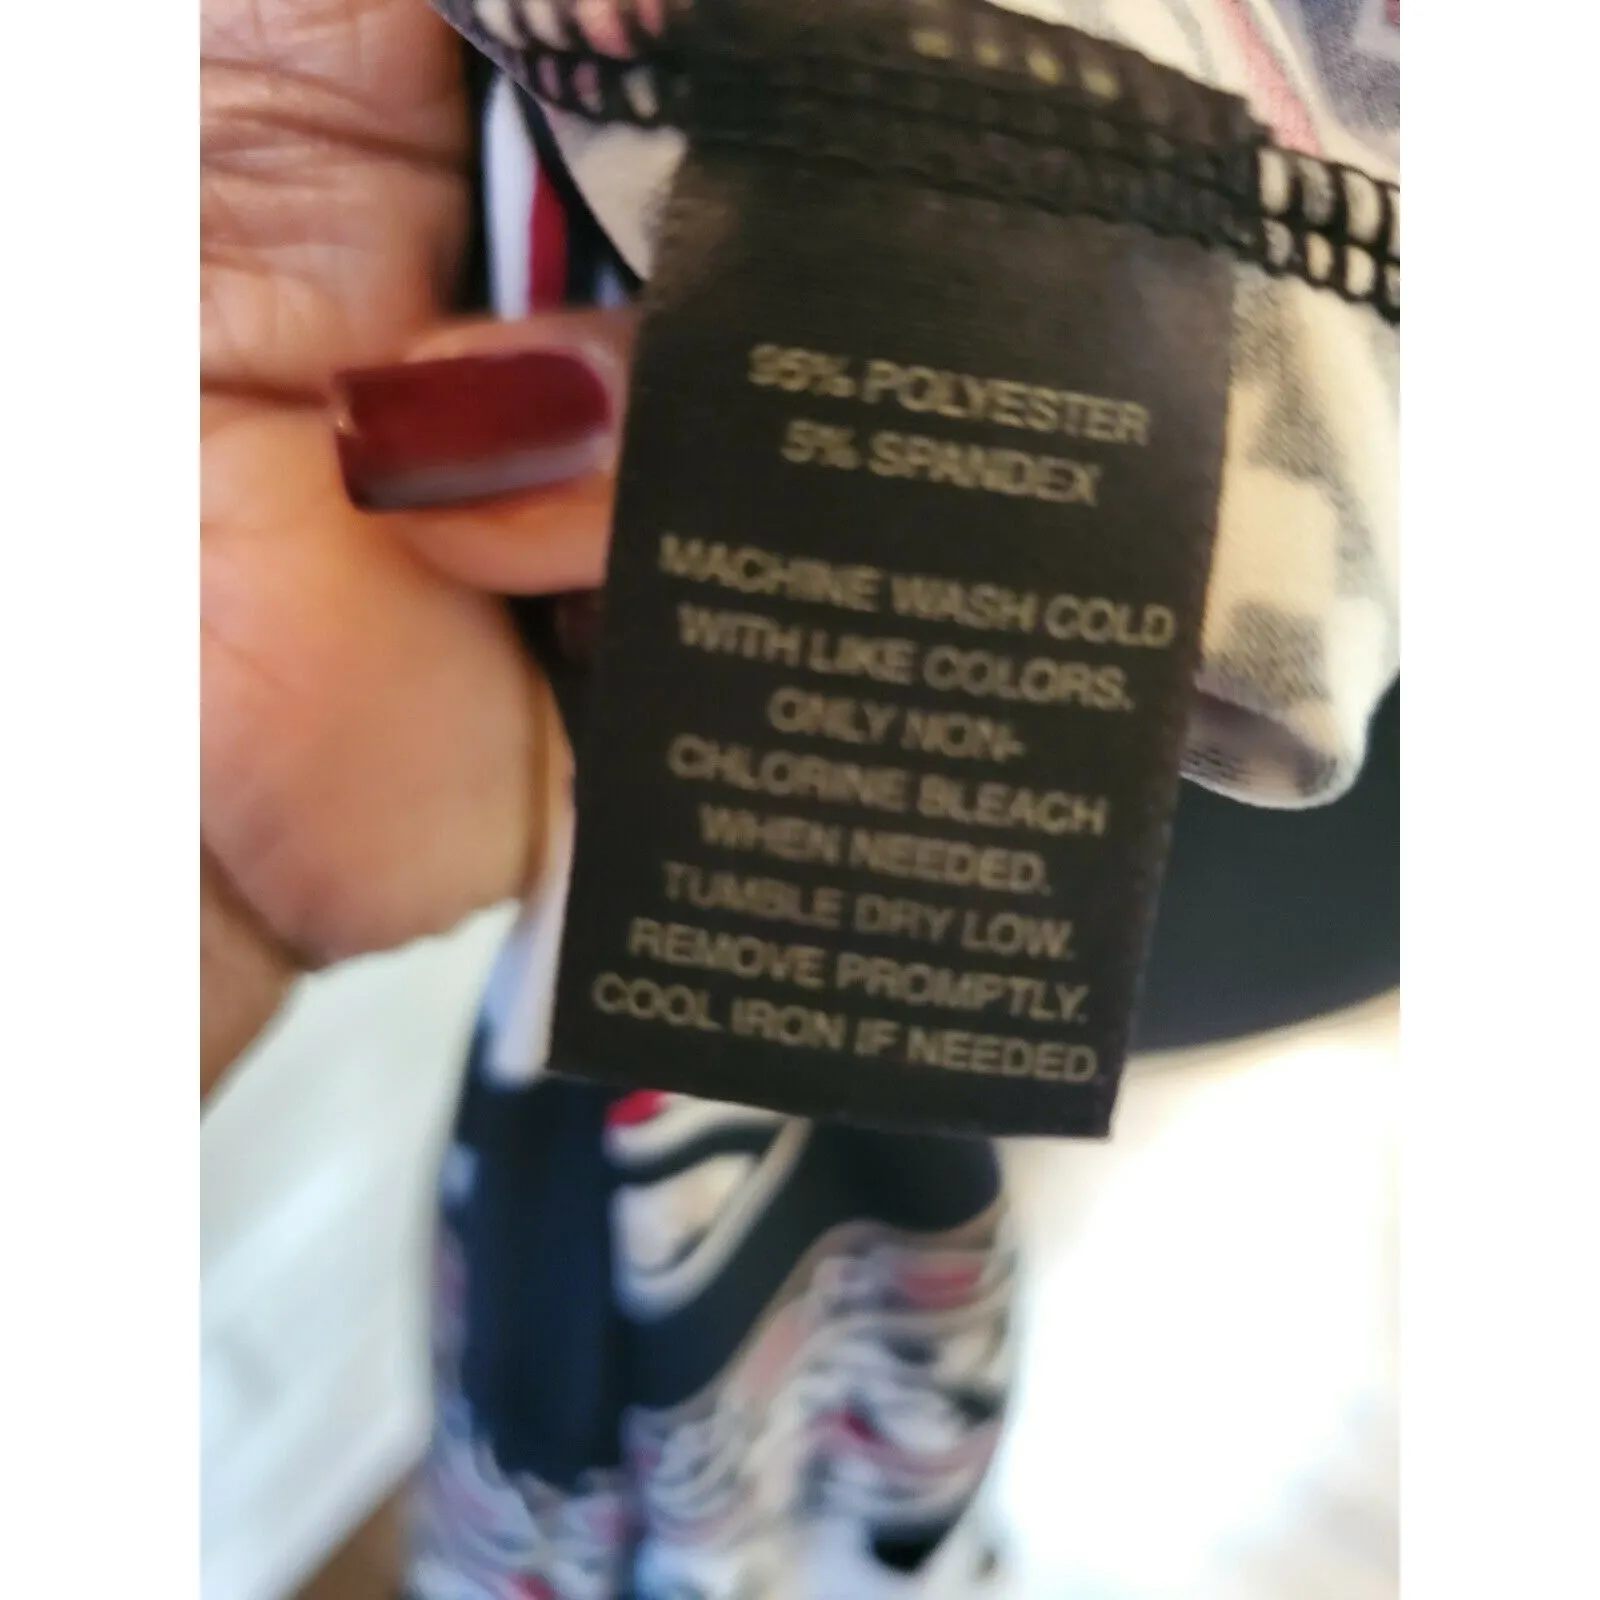 95% POLYESTER
5% SPANDEX
MACHINE WASH COLD
WITH LIKE COLORS.
ONLY NON-
CHLORINE BLEACH
WHEN NEEDED.
TUMBLE DRY LOW.
REMOVE PROMPTLY.
COOL IRON IF NEEDED.